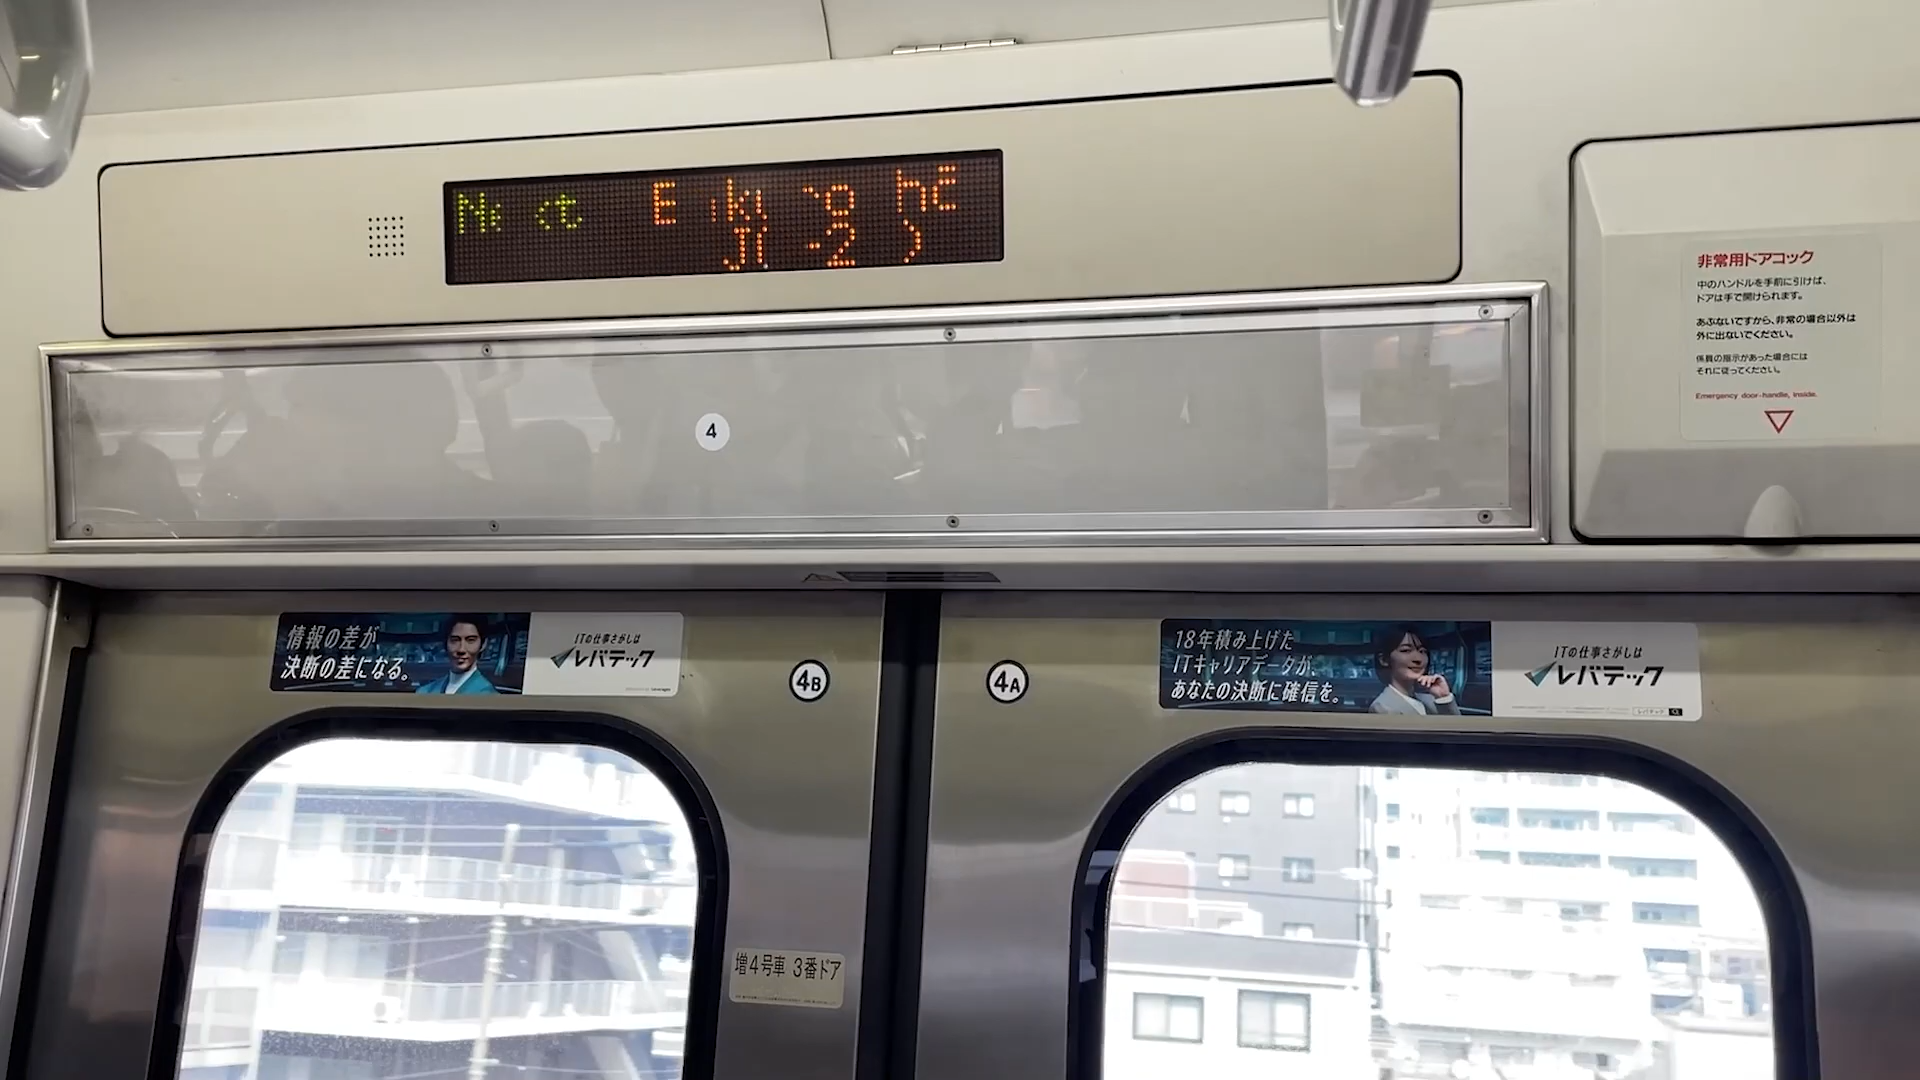 非常用ドアコック
中のハンドルを手前に引けば、
ドアは手で開けられます。
あぶないですから、非常の場合以外は
外に出ないでください。
係員の指示があった場合には
それに従ってください。
Emergency door-handle, inside.
4
情報の差が、
決断の差になる。
ITの仕事さがしは
レバテック
4B
4A
18年積み上げた
ITキャリアデータが、
あなたの決断に確信を。
ITの仕事さがしは
レバテック
レバテック
増4号車 3番ドア